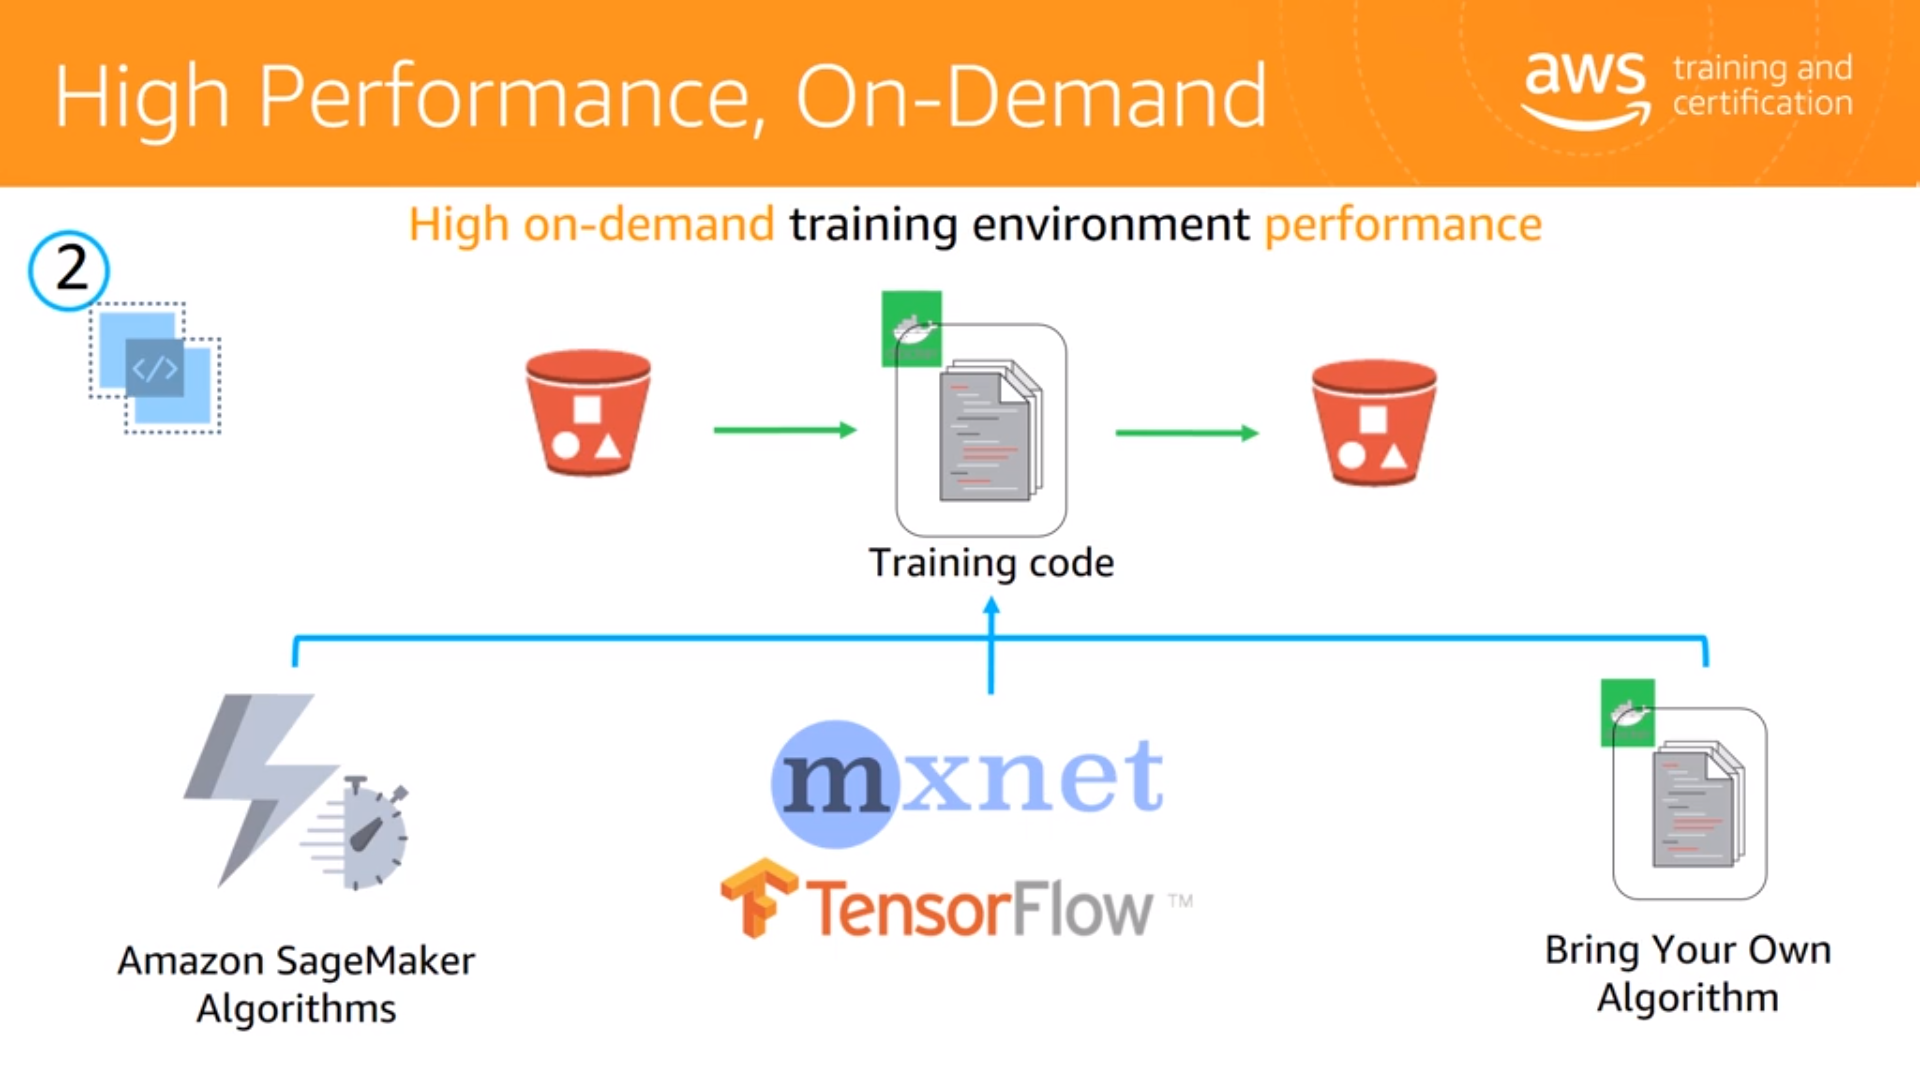 High Performance, On-Demand
aws
training and
certification
High on-demand training environment performance
2
</>
Training code
mxnet
TensorFlow ™
Amazon SageMaker
Algorithms
Bring Your Own
Algorithm